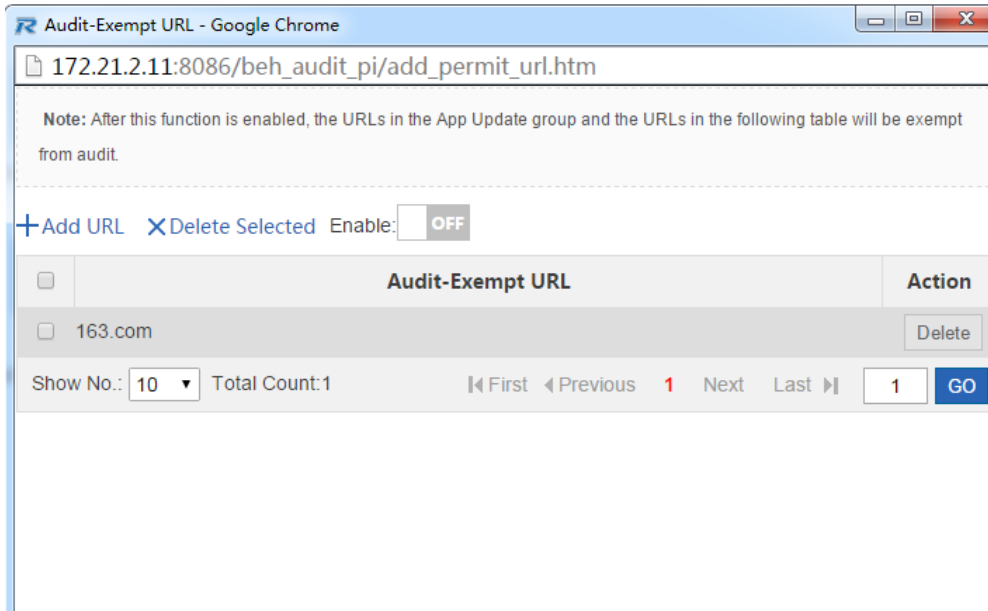 Audit-Exempt URL - Google Chrome
172.21.2.11:8086/beh_audit_pi/add_permit_url.htm
Note: After this function is enabled, the URLs in the App Update group and the URLs in the following table will be exempt
from audit.
Add URL Delete Selected Enable: OFF
Audit-Exempt URL Action
163.com Delete
Show No.: 10 Total Count:1 First Previous 1 Next Last 1 GO